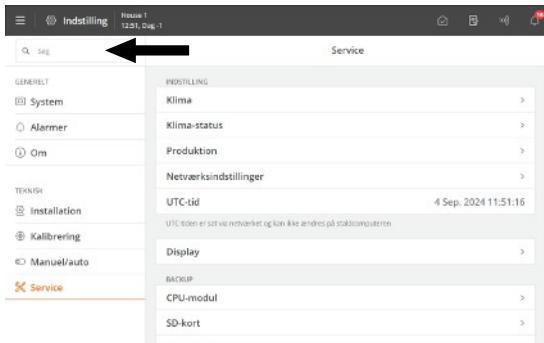 Indstilling
House 1
12:51, Dag -1
Søg
Service
GENERELT
System
Alarmer
Om
TEKNISK
Installation
Kalibrering
Manuel/auto
Service
INDSTILLING
Klima
Klima-status
Produktion
Netværksindstillinger
UTC-tid 4 Sep. 2024 11:51:16
UTC-tiden er sat via netværket og kan ikke ændres på staldcomputeren
Display
BACKUP
CPU-modul
SD-kort